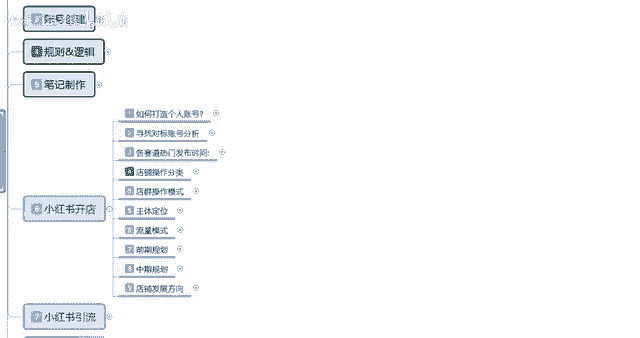 账号创建
规则&逻辑
5 笔记制作
1 如何打造个人账号?
2 寻找对标账号分析
3 各赛道热门发布时间:
店铺操作分类
店群操作模式
5 主体定位
6 流量模式
7 前期规划
中期规划
店铺发展方向
6 小红书开店
7 小红书引流